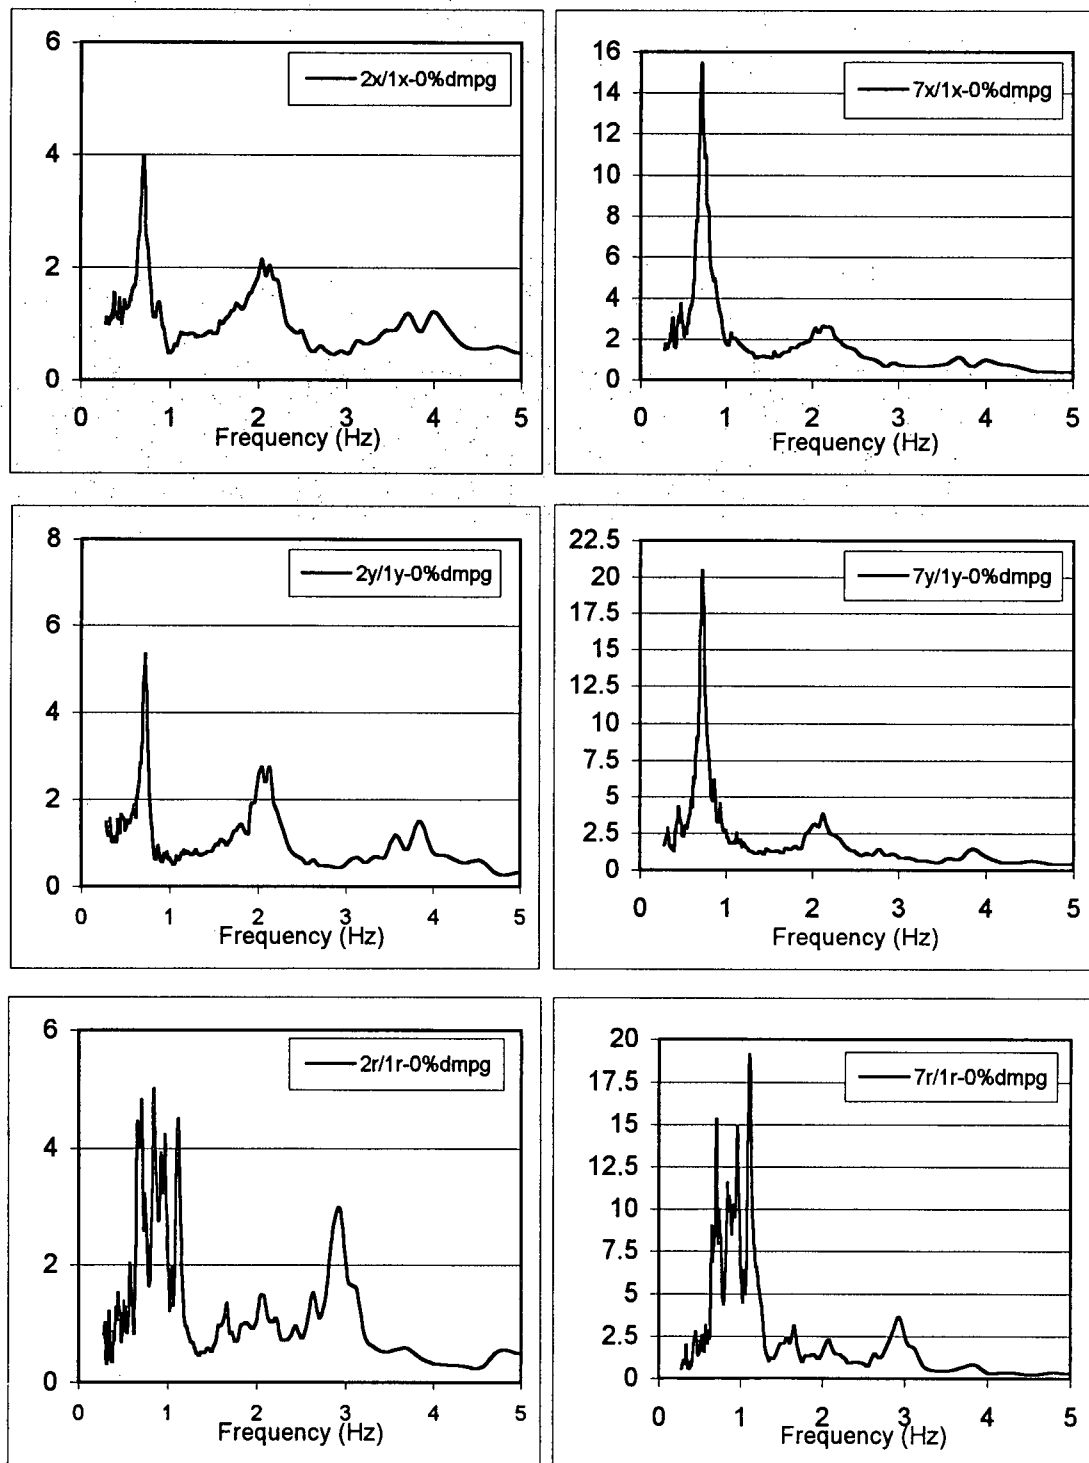 6
4
2
0
2x/1x-0%dmpg
0 1 2 3 4 5
Frequency (Hz)
16
14
12
10
8
6
4
2
0
7x/1x-0%dmpg
0 1 2 3 4 5
Frequency (Hz)
8
6
4
2
0
2y/1y-0%dmpg
0 1 2 3 4 5
Frequency (Hz)
22.5
20
17.5
15
12.5
10
7.5
5
2.5
0
7y/1y-0%dmpg
0 1 2 3 4 5
Frequency (Hz)
6
4
2
0
2r/1r-0%dmpg
0 1 2 3 4 5
Frequency (Hz)
20
17.5
15
12.5
10
7.5
5
2.5
0
7r/1r-0%dmpg
0 1 2 3 4 5
Frequency (Hz)